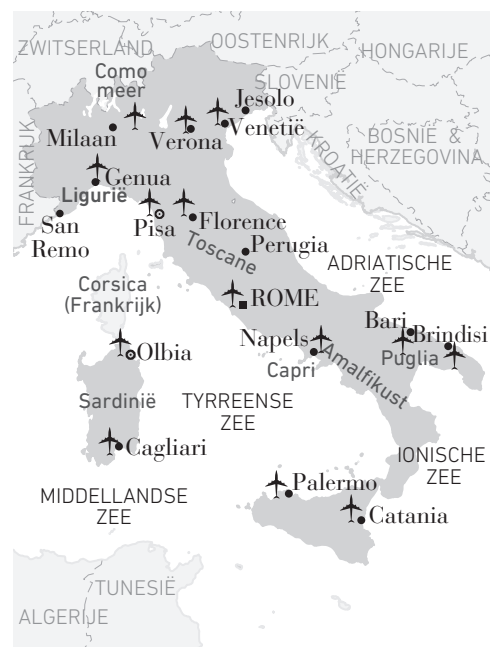 ZWITSERLAND
OOSTENRIJK
HONGARIJE
Como
meer
SLOVENIË
Jesolo
Milaan
Verona
Venetië
KROATIË
BOSNIË &
HERZEGOVINA
FRANKRIJK
Genua
Ligurië
San
Remo
Pisa
Florence
Toscane
Perugia
ADRIATISCHE
ZEE
Corsica
(Frankrijk)
ROME
Bari
Brindisi
Napels
Puglia
Capri
Amalfikust
Olbia
Sardinië
TYRREENSE
ZEE
Cagliari
IONISCHE
ZEE
Palermo
MIDDELLANDSE
ZEE
Catania
TUNESIË
ALGERIJE